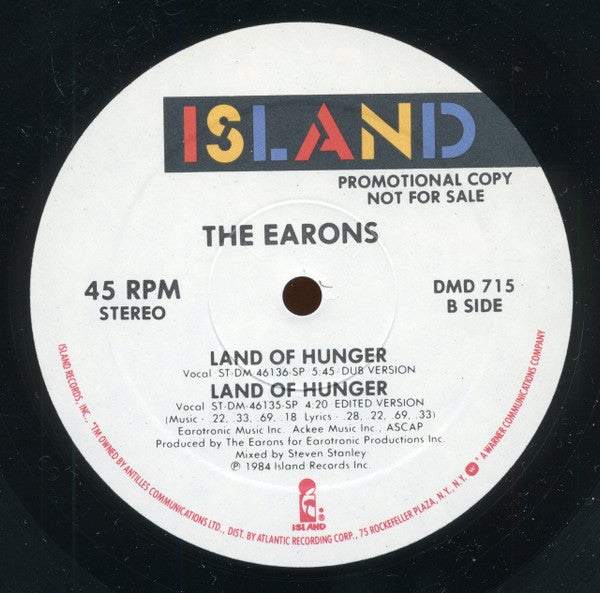 ISLAND
PROMOTIONAL COPY
NOT FOR SALE
THE EARONS
45 RPM
STEREO
DMD 715
B SIDE
LAND OF HUNGER
Vocal ST-DM-46136-SP 5:45 DUB VERSION
LAND OF HUNGER
Vocal ST-DM-46135-SP 4:20 EDITED VERSION
(Music - .22, .33, .69, .18 Lyrics - .28, .22, .69, .33)
Earotronic Music Inc. Ackee Music Inc., ASCAP
Produced by The Earons for Earotronic Productions Inc.
Mixed by Steven Stanley
℗ 1984 Island Records Inc.
ISLAND®
ISLAND RECORDS, INC., *TM OWNED BY ANTILLES COMMUNICATIONS LTD., DIST. BY ATLANTIC RECORDING CORP., 75 ROCKEFELLER PLAZA, N.Y., N.Y. A WARNER COMMUNICATIONS COMPANY